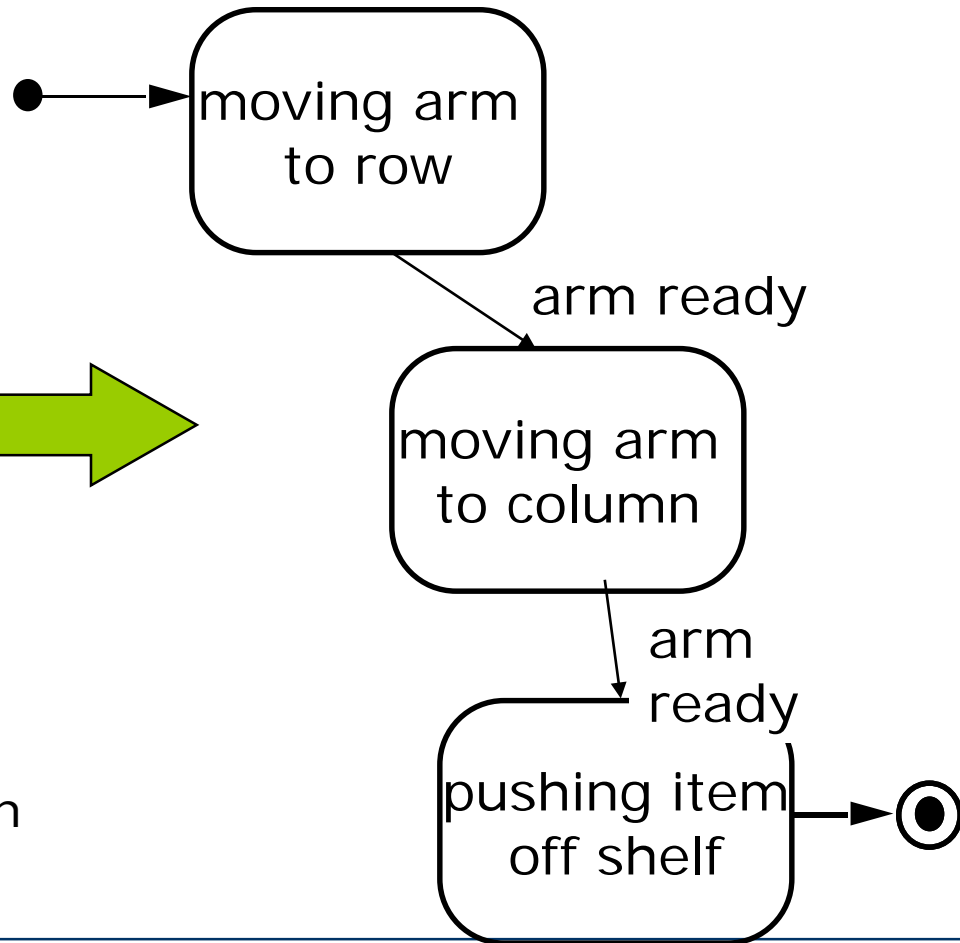 moving arm
to row
arm ready
moving arm
to column
arm
ready
pushing item
off shelf
n